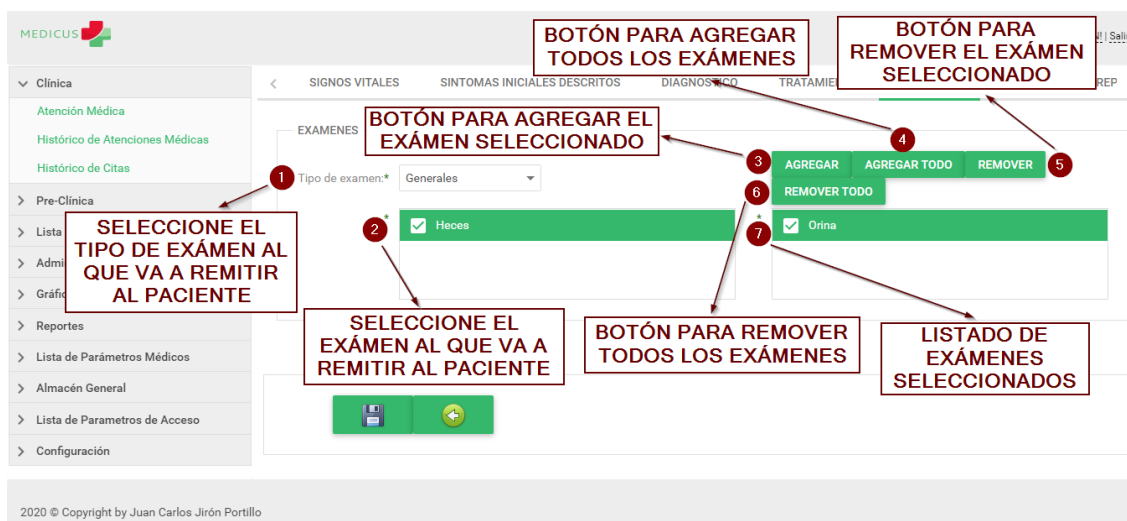 MEDICUS
BOTÓN PARA AGREGAR
TODOS LOS EXÁMENES
BOTÓN PARA
REMOVER EL EXÁMEN
SELECCIONADO
Clínica
Atención Médica
Histórico de Atenciones Médicas
Histórico de Citas
Pre-Clínica
Lista
Reportes
Lista de Parámetros Médicos
Almacén General
Lista de Parametros de Acceso
Configuración
SIGNOS VITALES
SINTOMAS INICIALES DESCRITOS
DIAGNOSTICO
EXAMENES
BOTÓN PARA AGREGAR EL
EXÁMEN SELECCIONADO
1
Tipo de examen:*
Generales
3
4
5
6
AGREGAR
AGREGAR TODO
REMOVER
REMOVER TODO
*
2
Heces
*
7
Orina
SELECCIONE EL
TIPO DE EXÁMEN AL
QUE VA A REMITIR
AL PACIENTE
SELECCIONE EL
EXÁMEN AL QUE VA A
REMITIR AL PACIENTE
BOTÓN PARA REMOVER
TODOS LOS EXÁMENES
LISTADO DE
EXÁMENES
SELECCIONADOS
2020 © Copyright by Juan Carlos Jirón Portillo